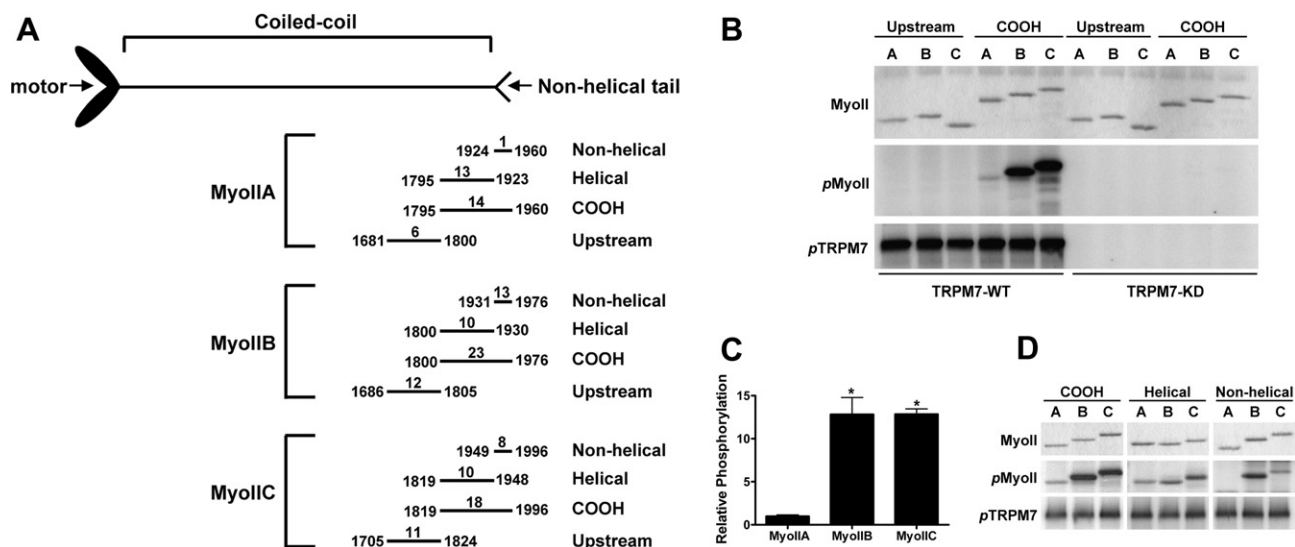 A
Coiled-coil
motor
Non-helical tail
MyoIIA
1924 1 1960 Non-helical
1795 13 1923 Helical
1795 14 1960 COOH
1681 6 1800 Upstream
MyoIIB
1931 13 1976 Non-helical
1800 10 1930 Helical
1800 23 1976 COOH
1686 12 1805 Upstream
MyoIIC
1949 8 1996 Non-helical
1819 10 1948 Helical
1819 18 1996 COOH
1705 11 1824 Upstream
B
Upstream COOH Upstream COOH
A B C A B C A B C A B C
MyoII
pMyoII
pTRPM7
TRPM7-WT TRPM7-KD
C
Relative Phosphorylation
15
10
5
0
* *
MyoIIA MyoIIB MyoIIC
D
COOH Helical Non-helical
A B C A B C A B C
MyoII
pMyoII
pTRPM7